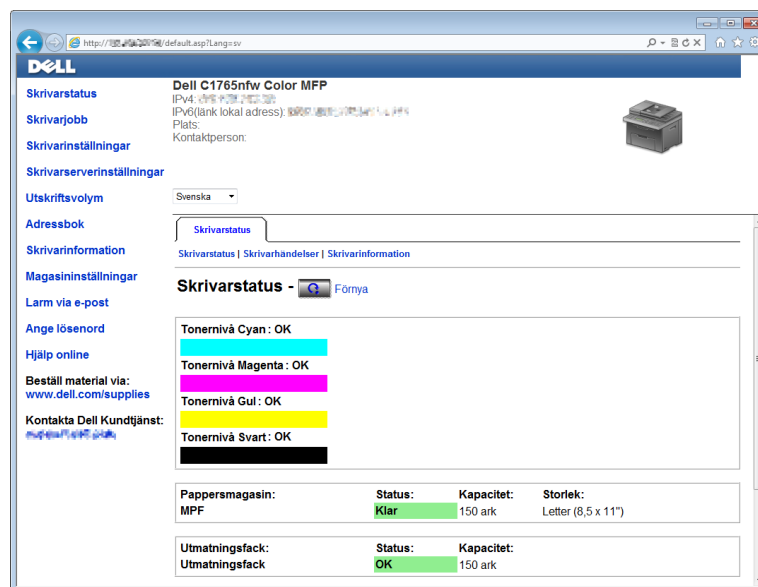 http:// /default.asp?Lang=sv
DELL
Dell C1765nfw Color MFP
IPv4:
IPv6(länk lokal adress):
Plats:
Kontaktperson:
Skrivarstatus
Skrivarjobb
Skrivarinställningar
Skrivarserverinställningar
Utskriftsvolym
Adressbok
Skrivarinformation
Magasininställningar
Larm via e-post
Ange lösenord
Hjälp online
Beställ material via:
www.dell.com/supplies
Kontakta Dell Kundtjänst:
Svenska
Skrivarstatus
Skrivarstatus | Skrivarhändelser | Skrivarinformation
Skrivarstatus - Förnya
Tonernivå Cyan : OK
Tonernivå Magenta : OK
Tonernivå Gul : OK
Tonernivå Svart : OK
Pappersmagasin: Status: Kapacitet: Storlek:
MPF Klar 150 ark Letter (8,5 x 11")
Utmatningsfack: Status: Kapacitet:
Utmatningsfack OK 150 ark